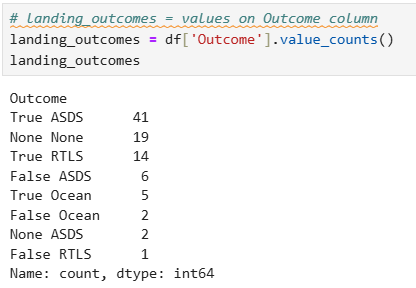 # landing_outcomes = values on Outcome column
landing_outcomes = df['Outcome'].value_counts()
landing_outcomes
Outcome
True ASDS      41
None None      19
True RTLS      14
False ASDS      6
True Ocean      5
False Ocean     2
None ASDS       2
False RTLS      1
Name: count, dtype: int64